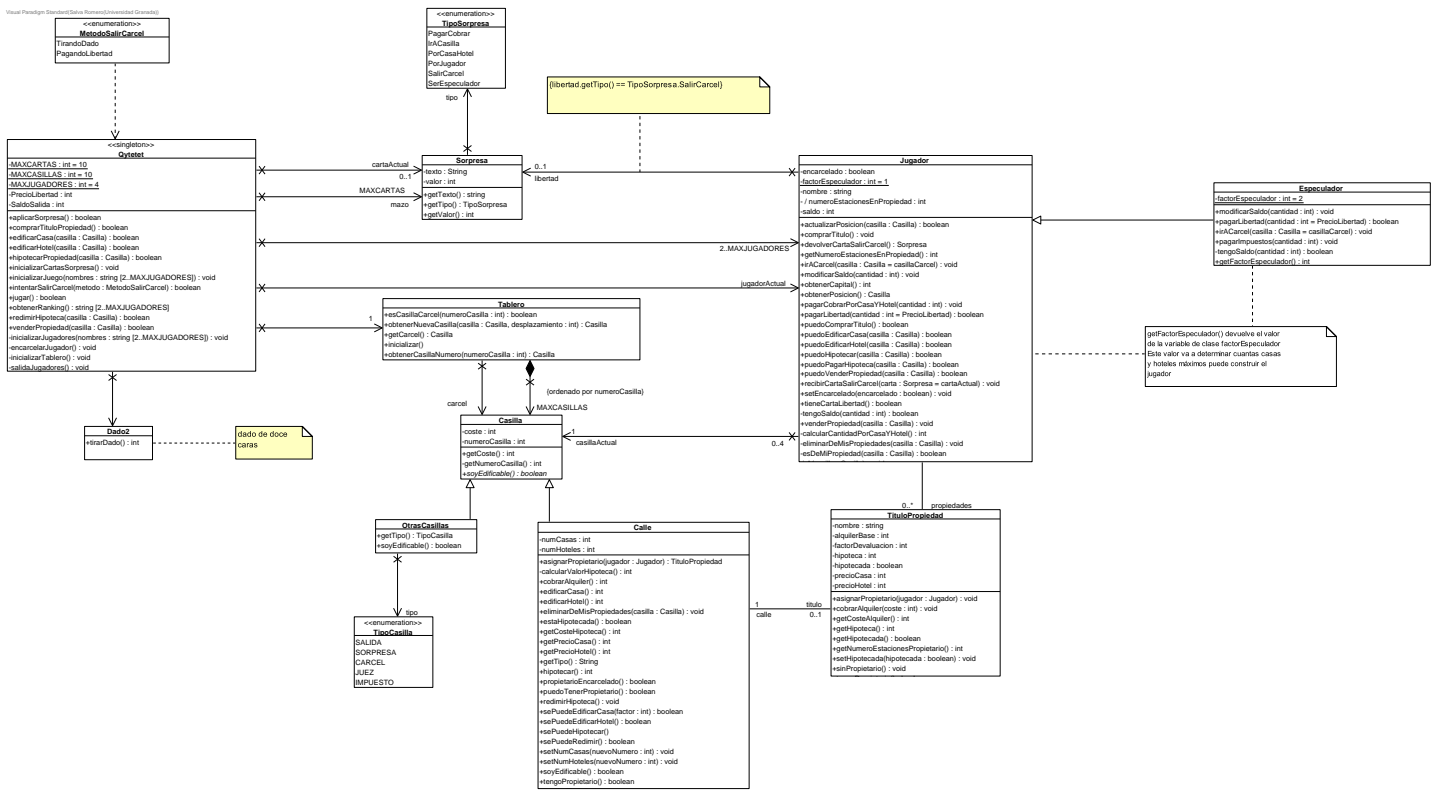 Visual Paradigm Standard(Salva Romero(Universidad Granada))
<<enumeration>>
MetodoSalirCarcel
TirandoDado
PagandoLibertad
<<enumeration>>
TipoSorpresa
PagarCobrar
IrACasilla
PorCasaHotel
PorJugador
SalirCarcel
SerEspeculador
tipo
{libertad.getTipo() == TipoSorpresa.SalirCarcel}
<<singleton>>
Qytetet
-MAXCARTAS : int = 10
-MAXCASILLAS : int = 10
-MAXJUGADORES : int = 4
-PrecioLibertad : int
-SaldoSalida : int
+aplicarSorpresa() : boolean
+comprarTituloPropiedad() : boolean
+edificarCasa(casilla : Casilla) : boolean
+edificarHotel(casilla : Casilla) : boolean
+hipotecarPropiedad(casilla : Casilla) : boolean
+inicializarCartasSorpresa() : void
+inicializarJuego(nombres : string [2..MAXJUGADORES]) : void
+intentarSalirCarcel(metodo : MetodoSalirCarcel) : boolean
+jugar() : boolean
+obtenerRanking() : string [2..MAXJUGADORES]
+redimirHipoteca(casilla : Casilla) : boolean
+venderPropiedad(casilla : Casilla) : boolean
-inicializarJugadores(nombres : string [2..MAXJUGADORES]) : void
-encarcelarJugador() : void
-inicializarTablero() : void
-salidaJugadores() : void
cartaActual
0..1
MAXCARTAS
mazo
Sorpresa
-texto : String
-valor : int
+getTexto() : string
+getTipo() : TipoSorpresa
+getValor() : int
0..1
libertad
2..MAXJUGADORES
jugadorActual
1
Jugador
-encarcelado : boolean
-factorEspeculador : int = 1
-nombre : string
- / numeroEstacionesEnPropiedad : int
-saldo : int
+actualizarPosicion(casilla : Casilla) : boolean
+comprarTitulo() : void
+devolverCartaSalirCarcel() : Sorpresa
+getNumeroEstacionesEnPropiedad() : int
+irACarcel(casilla : Casilla = casillaCarcel) : void
+modificarSaldo(cantidad : int) : void
+obtenerCapital() : int
+obtenerPosicion() : Casilla
+pagarCobrarPorCasaYHotel(cantidad : int) : void
+pagarLibertad(cantidad : int = PrecioLibertad) : boolean
+puedoComprarTitulo() : boolean
+puedoEdificarCasa(casilla : Casilla) : boolean
+puedoEdificarHotel(casilla : Casilla) : boolean
+puedoHipotecar(casilla : Casilla) : boolean
+puedoPagarHipoteca(casilla : Casilla) : boolean
+puedoVenderPropiedad(casilla : Casilla) : boolean
+recibirCartaSalirCarcel(carta : Sorpresa = cartaActual) : void
+setEncarcelado(encarcelado : boolean) : void
+tieneCartaLibertad() : boolean
-tengoSaldo(cantidad : int) : boolean
+venderPropiedad(casilla : Casilla) : boolean
-calcularCantidadPorCasaYHotel() : int
-eliminarDeMisPropiedades(casilla : Casilla) : void
-esDeMiPropiedad(casilla : Casilla) : boolean
Especulador
-factorEspeculador : int = 2
+modificarSaldo(cantidad : int) : void
+pagarLibertad(cantidad : int = PrecioLibertad) : boolean
+irACarcel(casilla : Casilla = casillaCarcel) : void
+pagarImpuestos(cantidad : int) : void
-tengoSaldo(cantidad : int) : boolean
+getFactorEspeculador() : int
getFactorEspeculador() devuelve el valor
de la variable de clase factorEspeculador
Este valor va a determinar cuantas casas
y hoteles máximos puede construir el
jugador
Tablero
+esCasillaCarcel(numeroCasilla : int) : boolean
+obtenerNuevaCasilla(casilla : Casilla, desplazamiento : int) : Casilla
+getCarcel() : Casilla
+inicializar()
+obtenerCasillaNumero(numeroCasilla : int) : Casilla
carcel
{ordenado por numeroCasilla}
MAXCASILLAS
Dado2
+tirarDado() : int
dado de doce
caras
Casilla
-coste : int
-numeroCasilla : int
+getCoste() : int
-getNumeroCasilla() : int
+soyEdificable() : boolean
1
casillaActual
0..4
0..*
propiedades
OtrasCasillas
+getTipo() : TipoCasilla
+soyEdificable() : boolean
tipo
<<enumeration>>
TipoCasilla
SALIDA
SORPRESA
CARCEL
JUEZ
IMPUESTO
Calle
-numCasas : int
-numHoteles : int
+asignarPropietario(jugador : Jugador) : TituloPropiedad
-calcularValorHipoteca() : int
+cobrarAlquiler() : int
+edificarCasa() : int
+edificarHotel() : int
+eliminarDeMisPropiedades(casilla : Casilla) : void
+estaHipotecada() : boolean
+getCosteHipoteca() : int
+getPrecioCasa() : int
+getPrecioHotel() : int
+getTipo() : String
+hipotecar() : int
+propietarioEncarcelado() : boolean
+puedoTenerPropietario() : boolean
+redimirHipoteca() : void
+sePuedeEdificarCasa(factor : int) : boolean
+sePuedeEdificarHotel() : boolean
+sePuedeHipotecar()
+sePuedeRedimir() : boolean
+setNumCasas(nuevoNumero : int) : void
+setNumHoteles(nuevoNumero : int) : void
+soyEdificable() : boolean
+tengoPropietario() : boolean
1
calle
titulo
0..1
TituloPropiedad
-nombre : string
-alquilerBase : int
-factorDevaluacion : int
-hipoteca : int
-hipotecada : boolean
-precioCasa : int
-precioHotel : int
+asignarPropietario(jugador : Jugador) : void
+cobrarAlquiler(coste : int) : void
+getCosteAlquiler() : int
+getHipoteca() : int
+getHipotecada() : boolean
+getNumeroEstacionesPropietario() : int
+setHipotecada(hipotecada : boolean) : void
+sinPropietario() : void